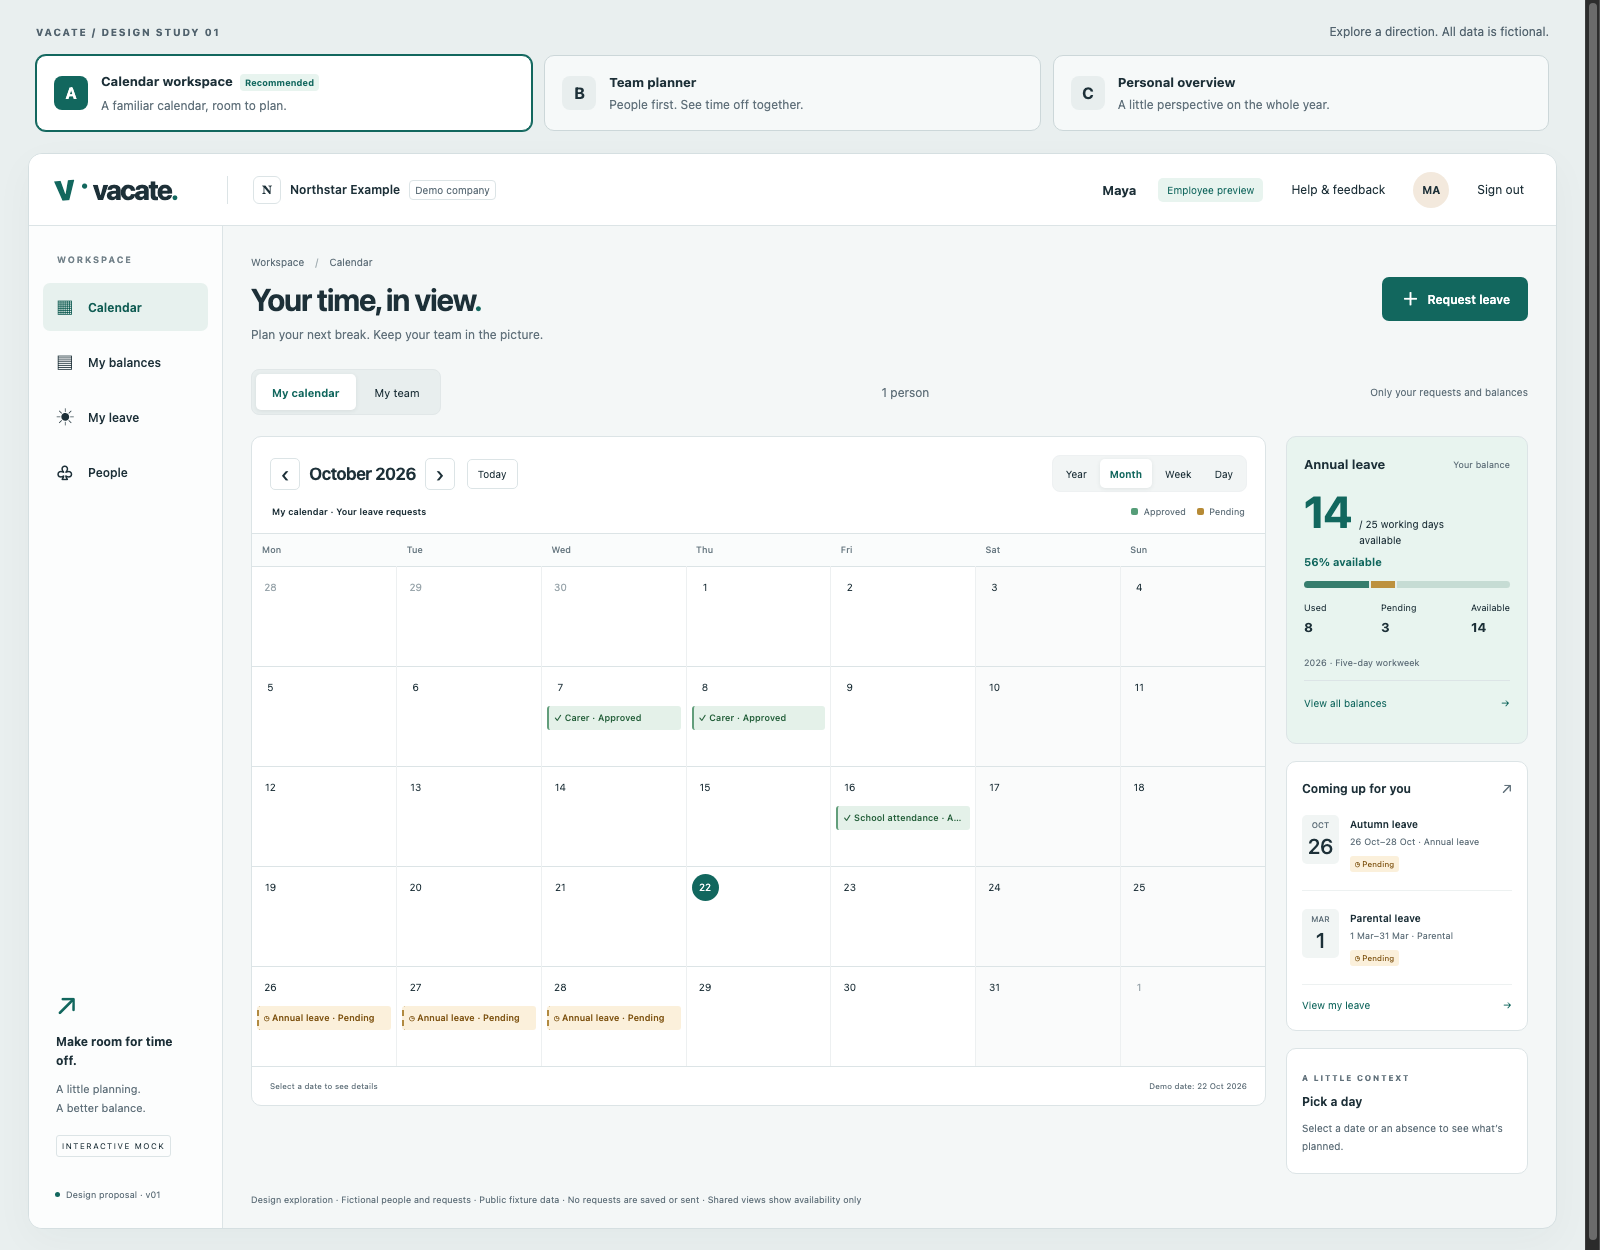 VACATE / DESIGN STUDY 01
Explore a direction. All data is fictional.
A
Calendar workspace Recommended
A familiar calendar, room to plan.
B
Team planner
People first. See time off together.
C
Personal overview
A little perspective on the whole year.
V vacate.
N Northstar Example Demo company
Maya Employee preview Help & feedback MA Sign out
WORKSPACE
Calendar
My balances
My leave
People
Make room for time
off.
A little planning.
A better balance.
INTERACTIVE MOCK
Design proposal · v01
Workspace / Calendar
Your time, in view.
Plan your next break. Keep your team in the picture.
+ Request leave
My calendar My team
1 person
Only your requests and balances
‹ October 2026 › Today
Year Month Week Day
My calendar · Your leave requests
Approved Pending
Mon Tue Wed Thu Fri Sat Sun
28 29 30 1 2 3 4
5 6 7 8 9 10 11
✓ Carer · Approved ✓ Carer · Approved
12 13 14 15 16 17 18
✓ School attendance · A...
19 20 21 22 23 24 25
26 27 28 29 30 31 1
Annual leave · Pending Annual leave · Pending Annual leave · Pending
Select a date to see details
Demo date: 22 Oct 2026
Annual leave Your balance
14 / 25 working days
available
56% available
Used Pending Available
8 3 14
2026 · Five-day workweek
View all balances →
Coming up for you
OCT
26
Autumn leave
26 Oct–28 Oct · Annual leave
Pending
MAR
1
Parental leave
1 Mar–31 Mar · Parental
Pending
View my leave →
A LITTLE CONTEXT
Pick a day
Select a date or an absence to see what's
planned.
Design exploration · Fictional people and requests · Public fixture data · No requests are saved or sent · Shared views show availability only